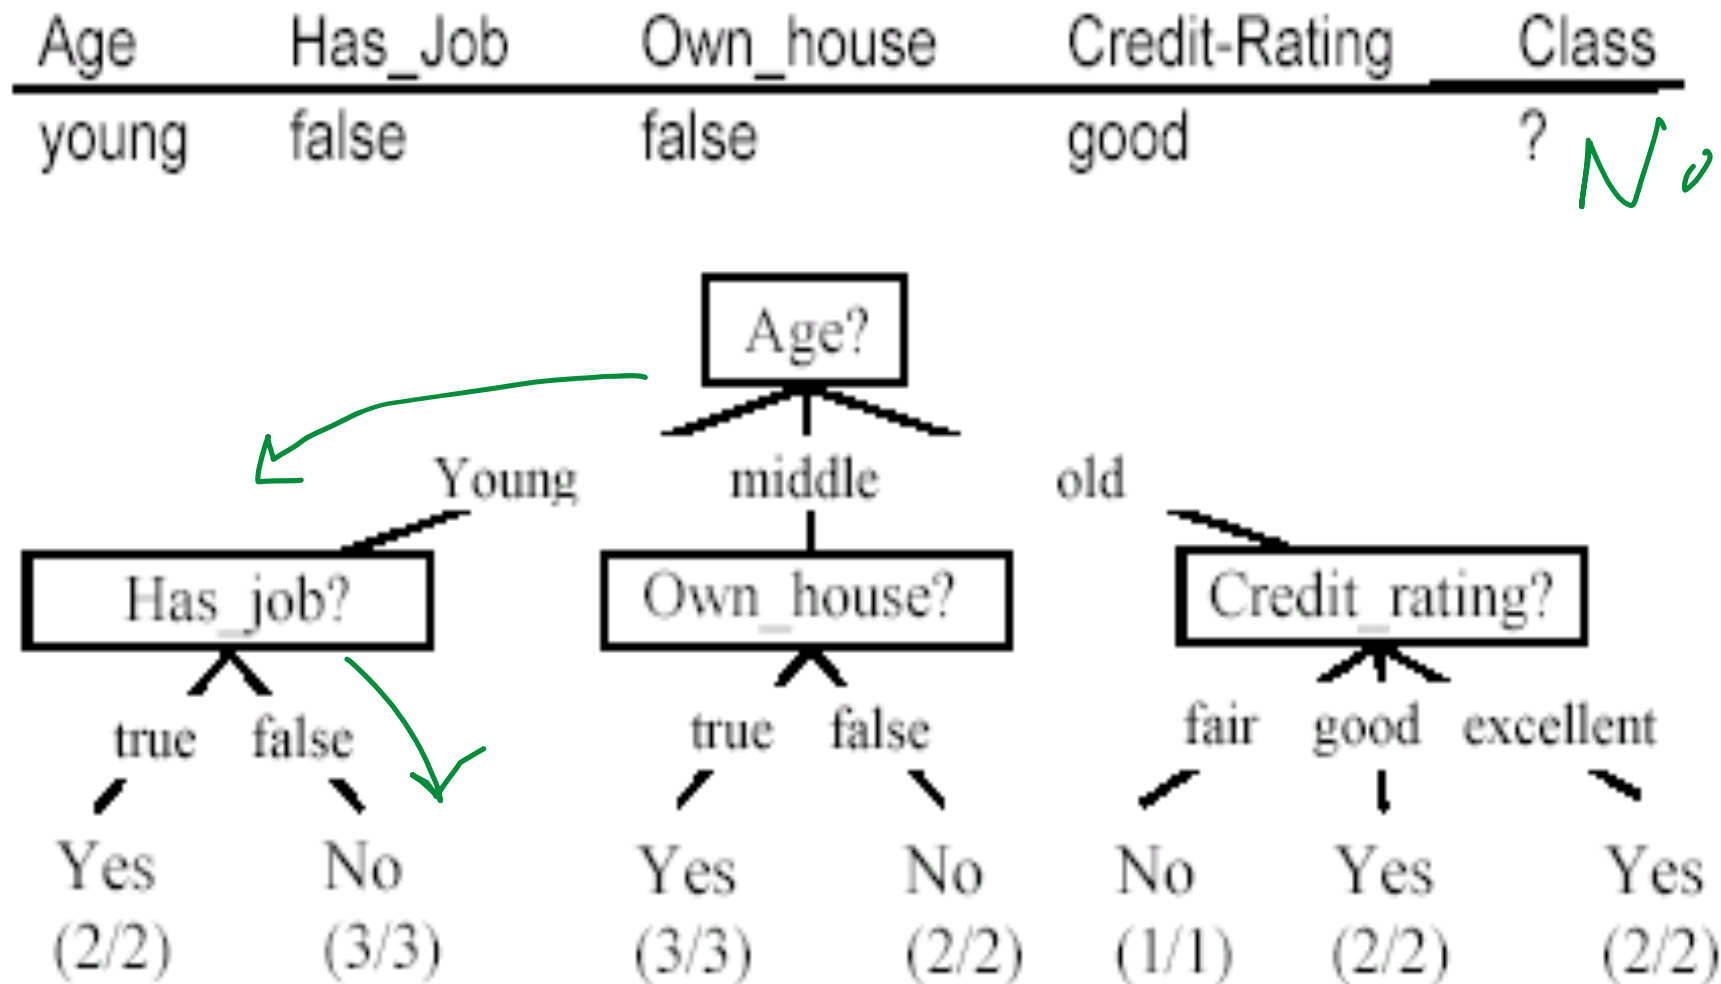 Age Has_Job Own_house Credit-Rating Class
young false false good ? No
Age?
Young middle old
Has_job? Own_house? Credit_rating?
true false true false fair good excellent
Yes No Yes No No Yes Yes
(2/2) (3/3) (3/3) (2/2) (1/1) (2/2) (2/2)